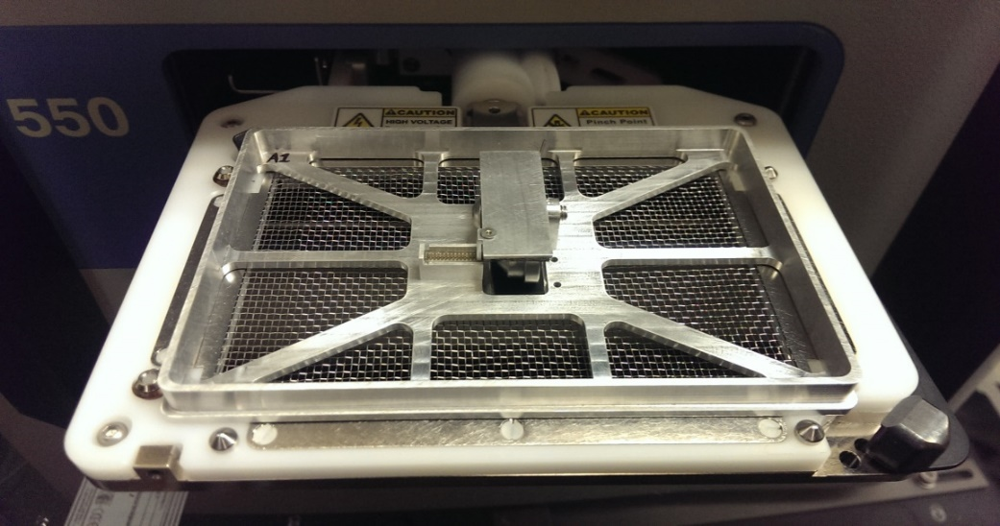 550
CAUTION
HIGH VOLTAGE
CAUTION
Pinch Point
A1